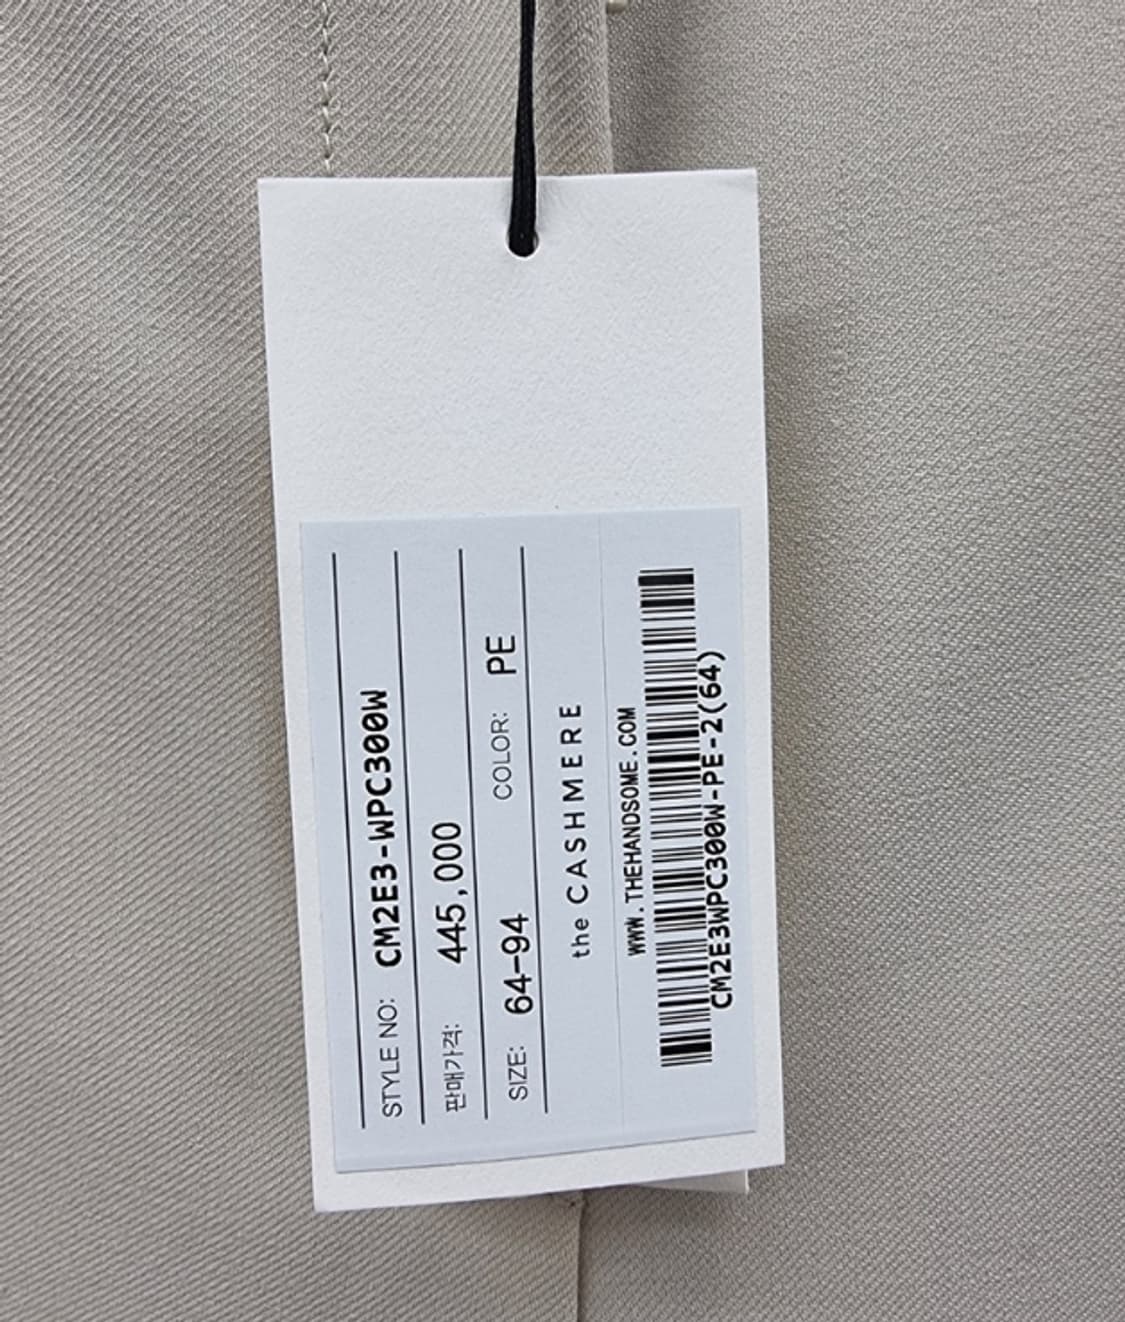 STYLE NO: CM2E3-WPC300W
판매가격: 445,000
SIZE: 64-94 COLOR: PE
the CASHMERE
WWW.THEHANDSOME.COM
CM2E3WPC300W-PE-2(64)